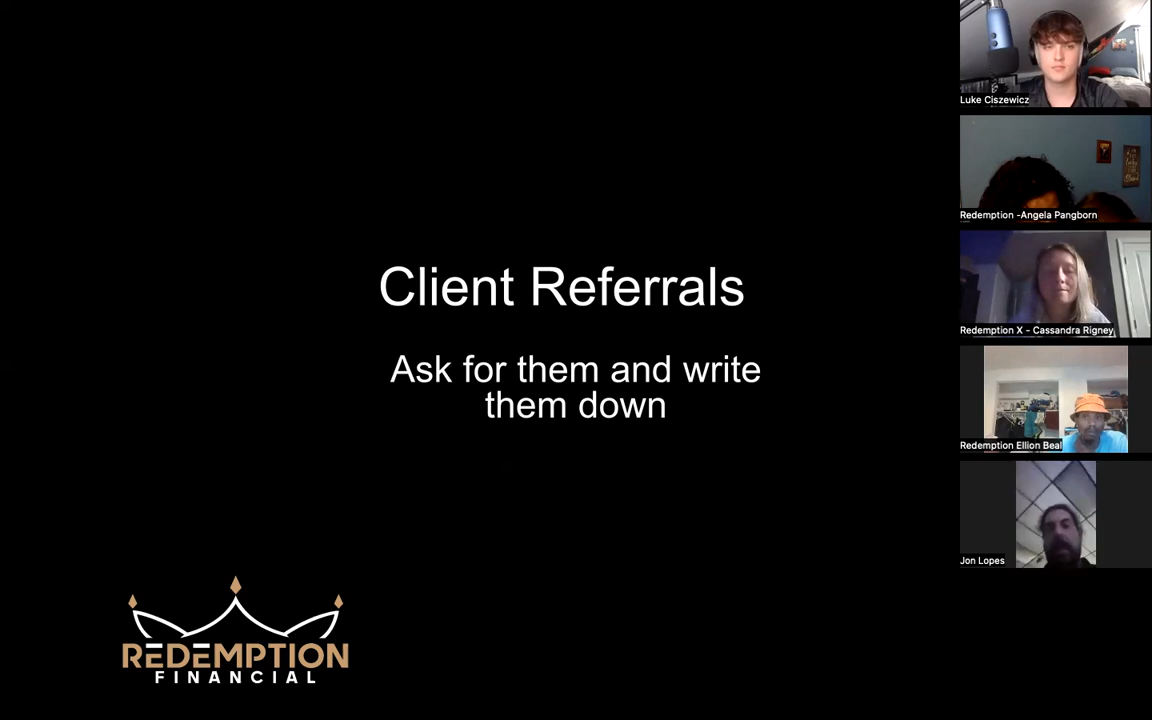 Client Referrals
Ask for them and write
them down
REDEMPTION
FINANCIAL
Luke Ciszewicz
Redemption -Angela Pangborn
Redemption X - Cassandra Rigney
Redemption Ellion Beal
Jon Lopes